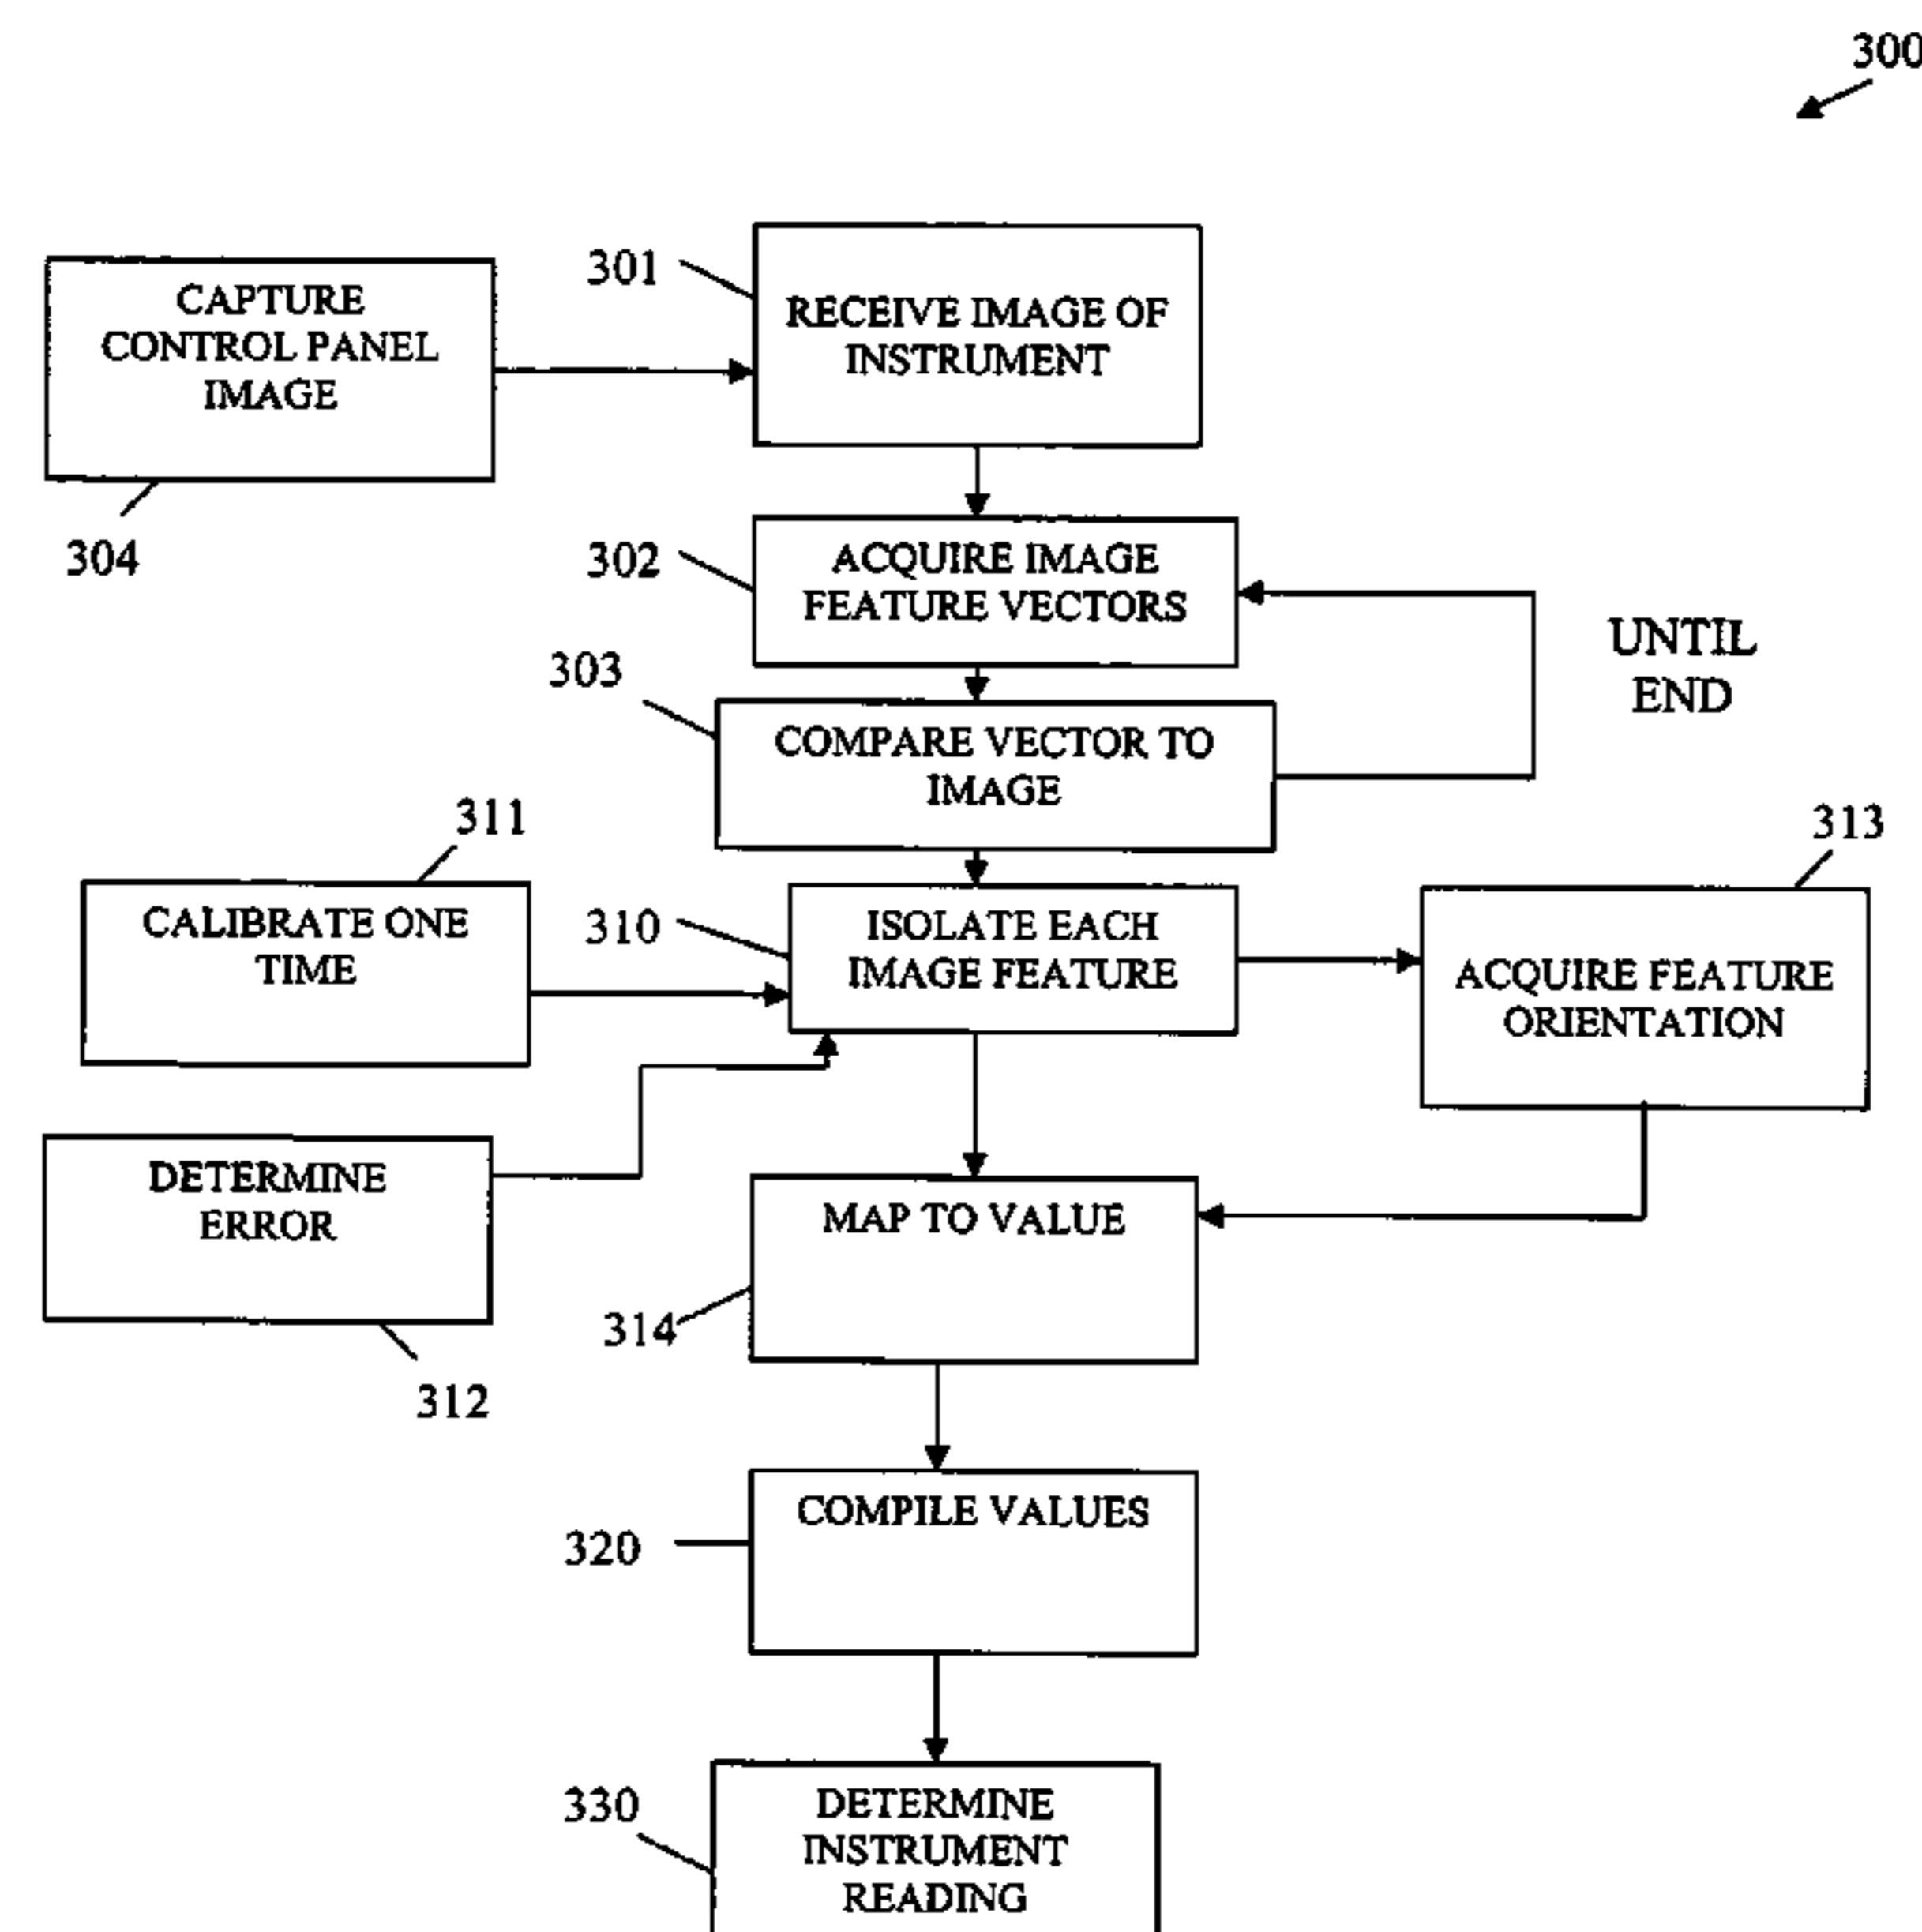 300
CAPTURE
CONTROL PANEL
IMAGE
304
301
RECEIVE IMAGE OF
INSTRUMENT
302
ACQUIRE IMAGE
FEATURE VECTORS
UNTIL
END
303
COMPARE VECTOR TO
IMAGE
311
CALIBRATE ONE
TIME
310
ISOLATE EACH
IMAGE FEATURE
313
ACQUIRE FEATURE
ORIENTATION
DETERMINE
ERROR
312
MAP TO VALUE
314
COMPILE VALUES
320
330
DETERMINE
INSTRUMENT
READING